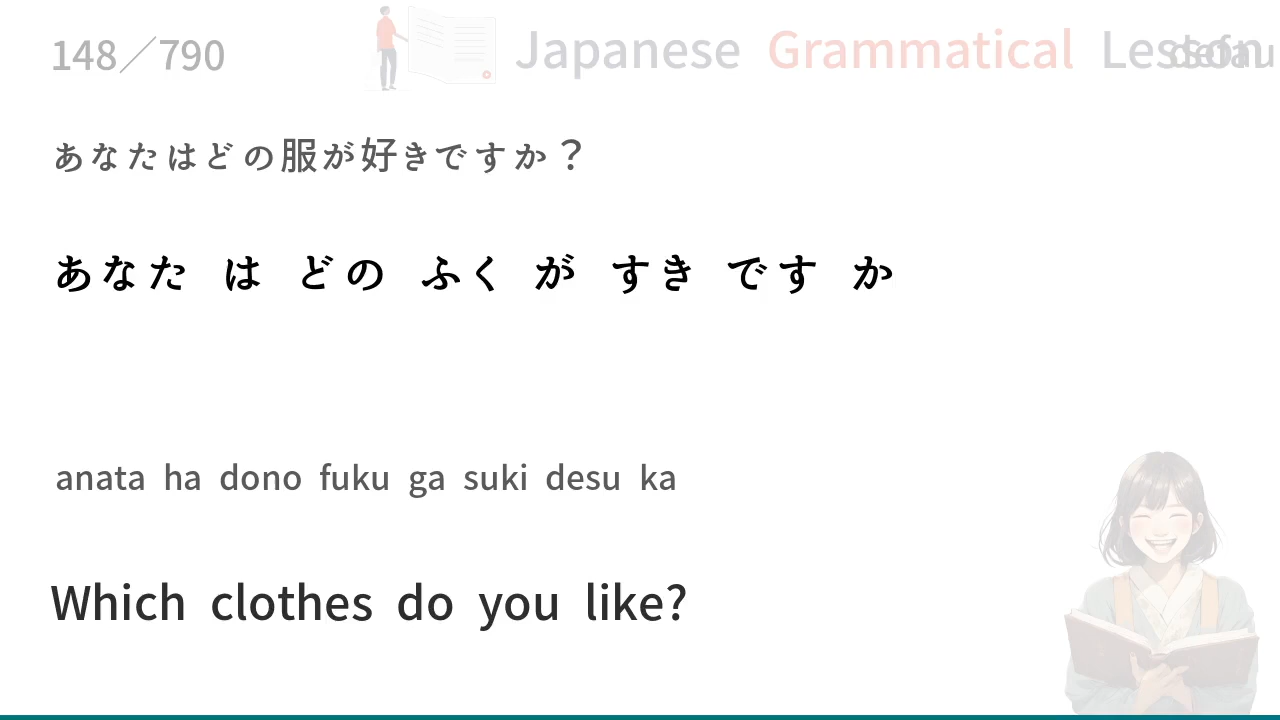 148／790
Japanese Grammatical Lesson
defau
あなたはどの服が好きですか？
あなた は どの ふく が すき です か
anata ha dono fuku ga suki desu ka
Which clothes do you like?